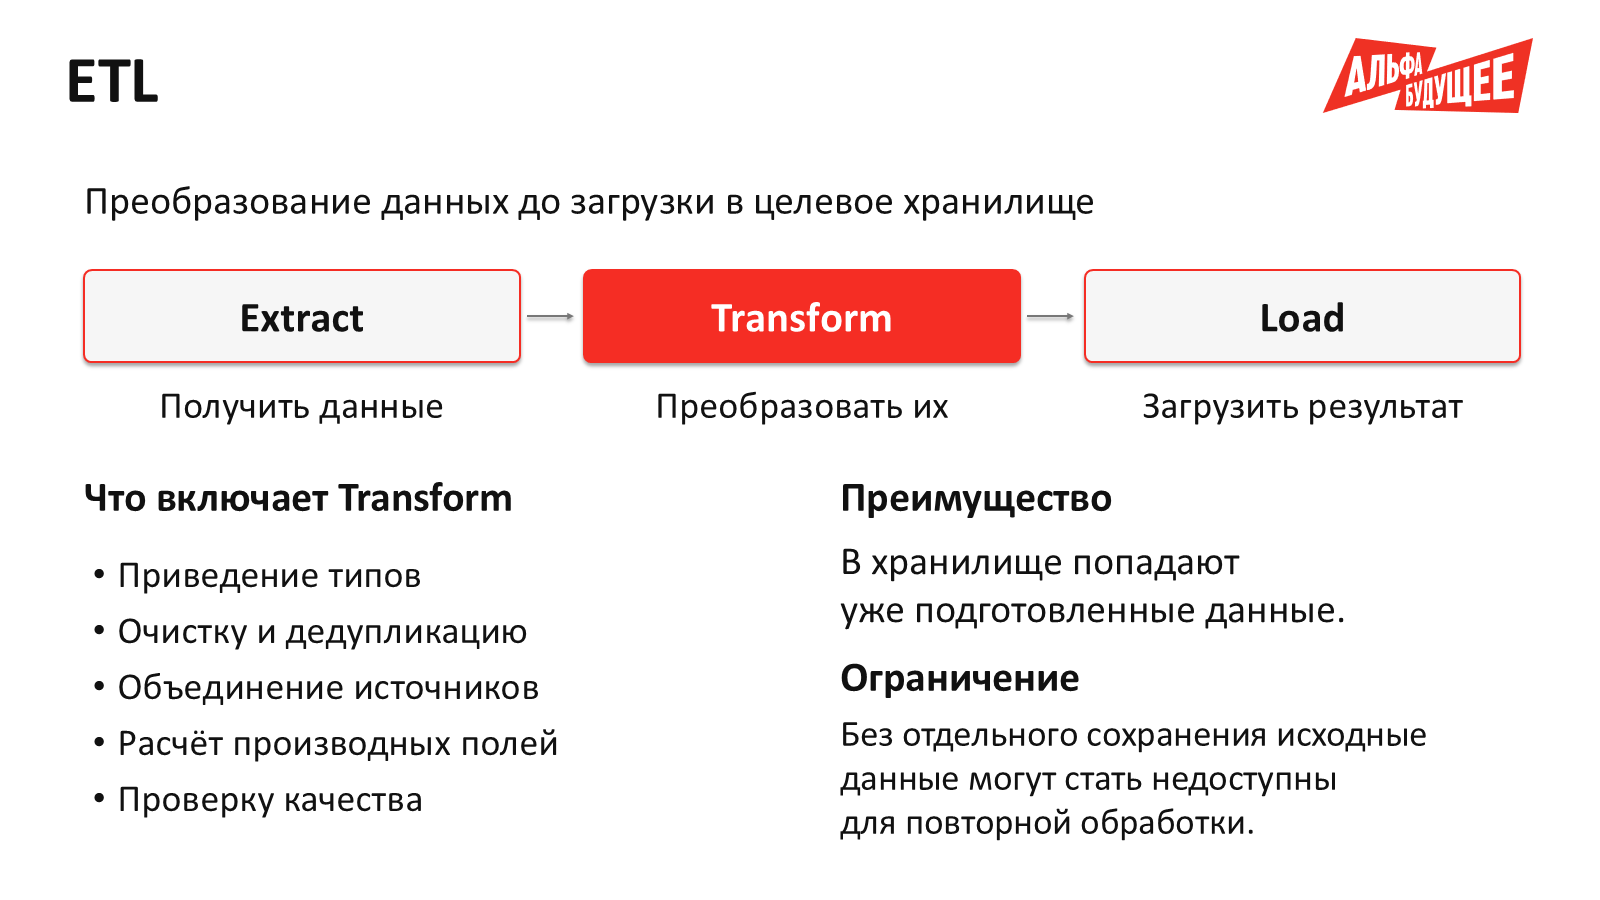 ETL
АЛЬФА
БУДУЩЕЕ
Преобразование данных до загрузки в целевое хранилище
Extract
Transform
Load
Получить данные
Преобразовать их
Загрузить результат
Что включает Transform
• Приведение типов
• Очистку и дедупликацию
• Объединение источников
• Расчёт производных полей
• Проверку качества
Преимущество
В хранилище попадают
уже подготовленные данные.
Ограничение
Без отдельного сохранения исходные
данные могут стать недоступны
для повторной обработки.